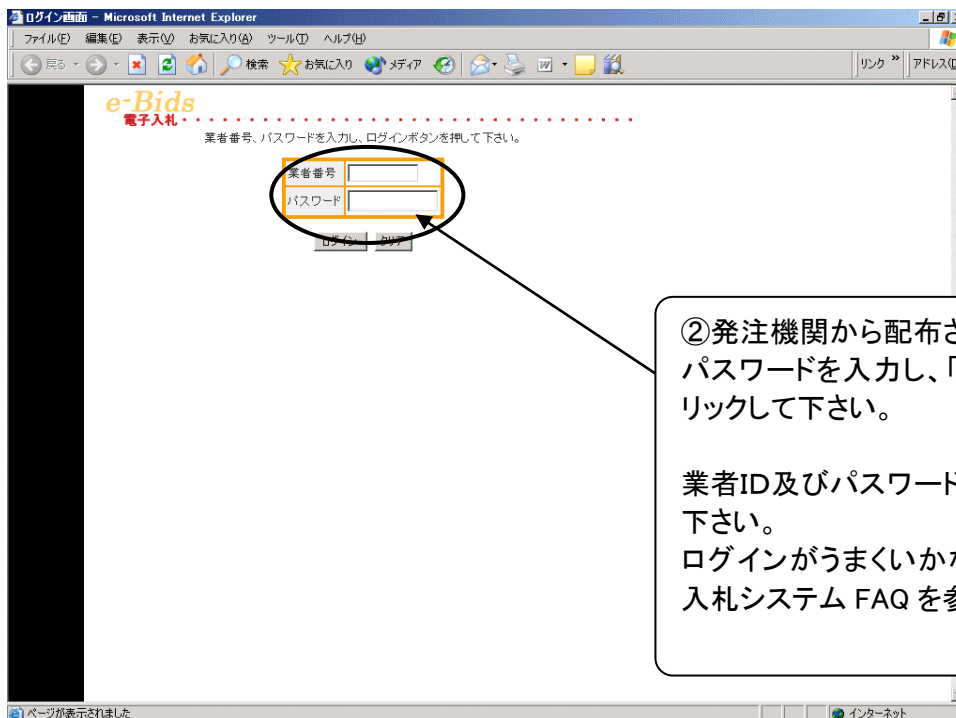 ログイン画面 - Microsoft Internet Explorer
ファイル(F) 編集(E) 表示(V) お気に入り(A) ツール(T) ヘルプ(H)
戻る 検索 お気に入り メディア リンク » アドレス(D
e-Bids
電子入札
業者番号、パスワードを入力し、ログインボタンを押して下さい。
業者番号
パスワード
ログイン クリア
②発注機関から配布さ
パスワードを入力し、「
リックして下さい。
業者ID及びパスワード
下さい。
ログインがうまくいかな
入札システム FAQ を参
ページが表示されました インターネット